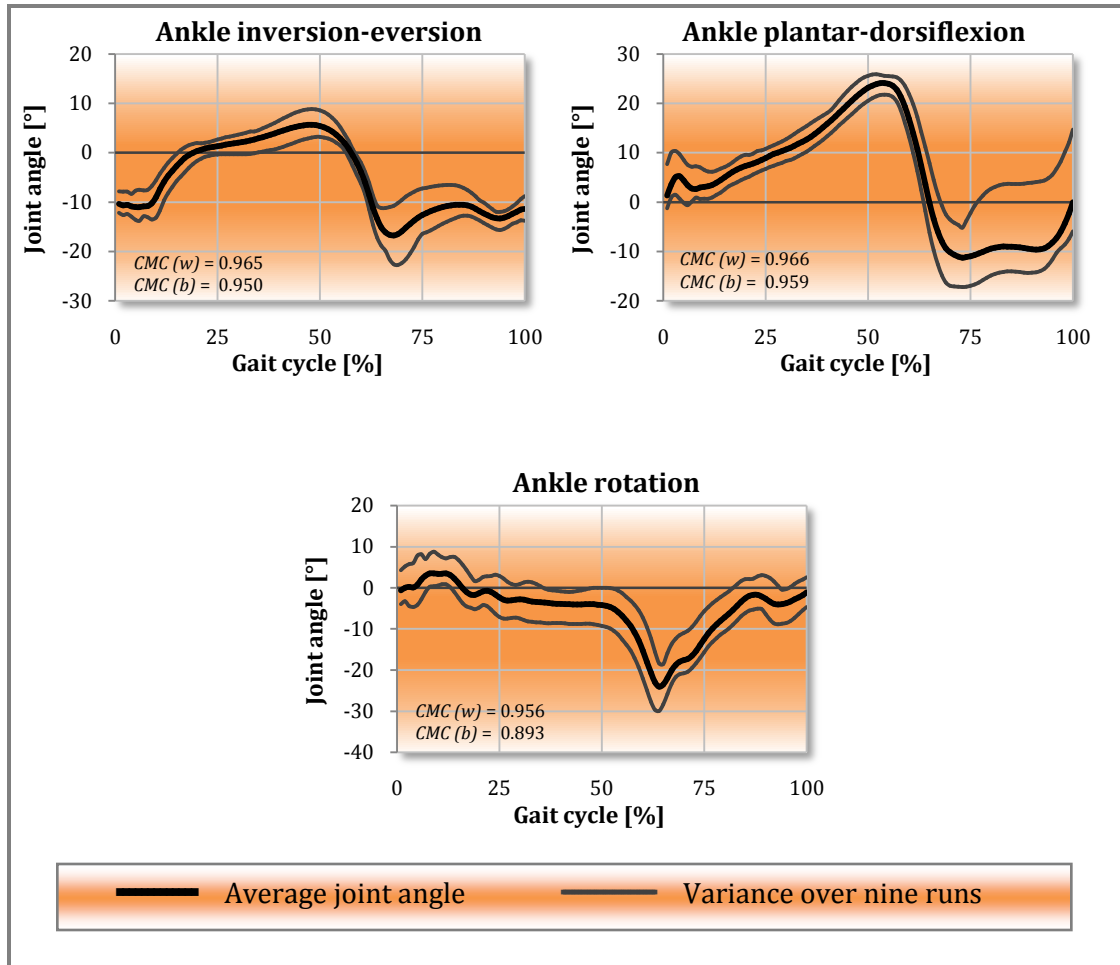 Ankle inversion-eversion
20
10
0
-10
-20
-30
Joint angle [°]
CMC (w) = 0.965
CMC (b) = 0.950
0 25 50 75 100
Gait cycle [%]
Ankle plantar-dorsiflexion
30
20
10
0
-10
-20
Joint angle [°]
CMC (w) = 0.966
CMC (b) = 0.959
0 25 50 75 100
Gait cycle [%]
Ankle rotation
20
10
0
-10
-20
-30
-40
Joint angle [°]
CMC (w) = 0.956
CMC (b) = 0.893
0 25 50 75 100
Gait cycle [%]
Average joint angle
Variance over nine runs